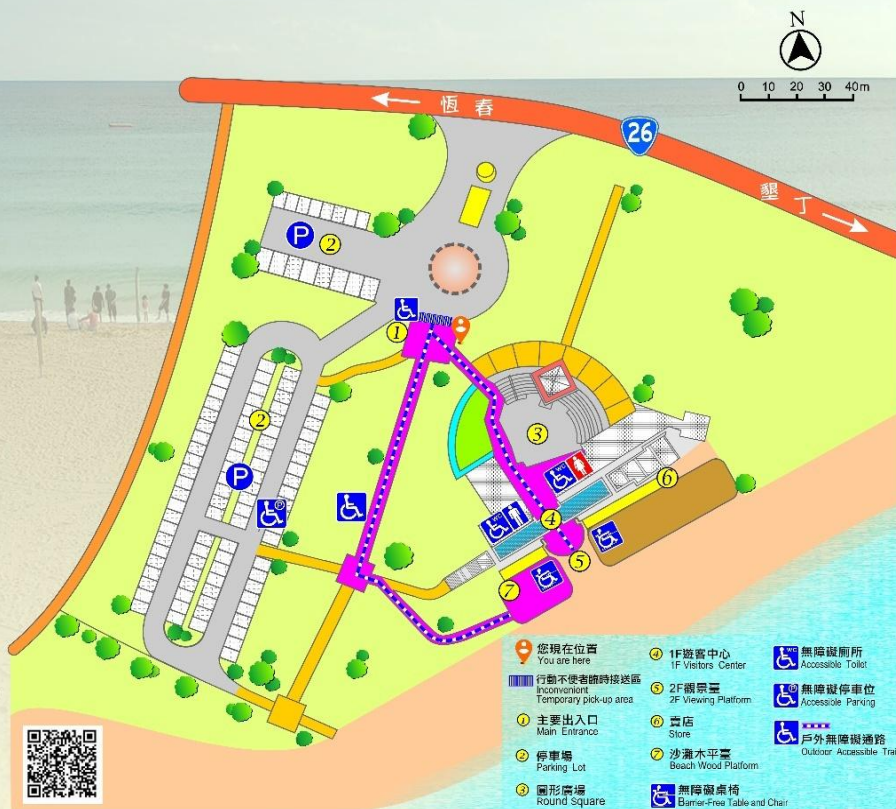 N
0 10 20 30 40m
恆春
26
墾丁
P
2
1
3
2
P
P
WC
6
4
WC
5
7
您現在位置
You are here
行動不便者臨時接送區
Inconvenient
Temporary pick-up area
1 主要出入口
Main Entrance
2 停車場
Parking Lot
3 圓形廣場
Round Square
4 1F遊客中心
1F Visitors Center
5 2F觀景臺
2F Viewing Platform
6 賣店
Store
7 沙灘木平臺
Beach Wood Platform
無障礙桌椅
Barrier-Free Table and Chair
WC 無障礙廁所
Accessible Toilet
P 無障礙停車位
Accessible Parking
戶外無障礙通路
Outdoor Accessible Trail